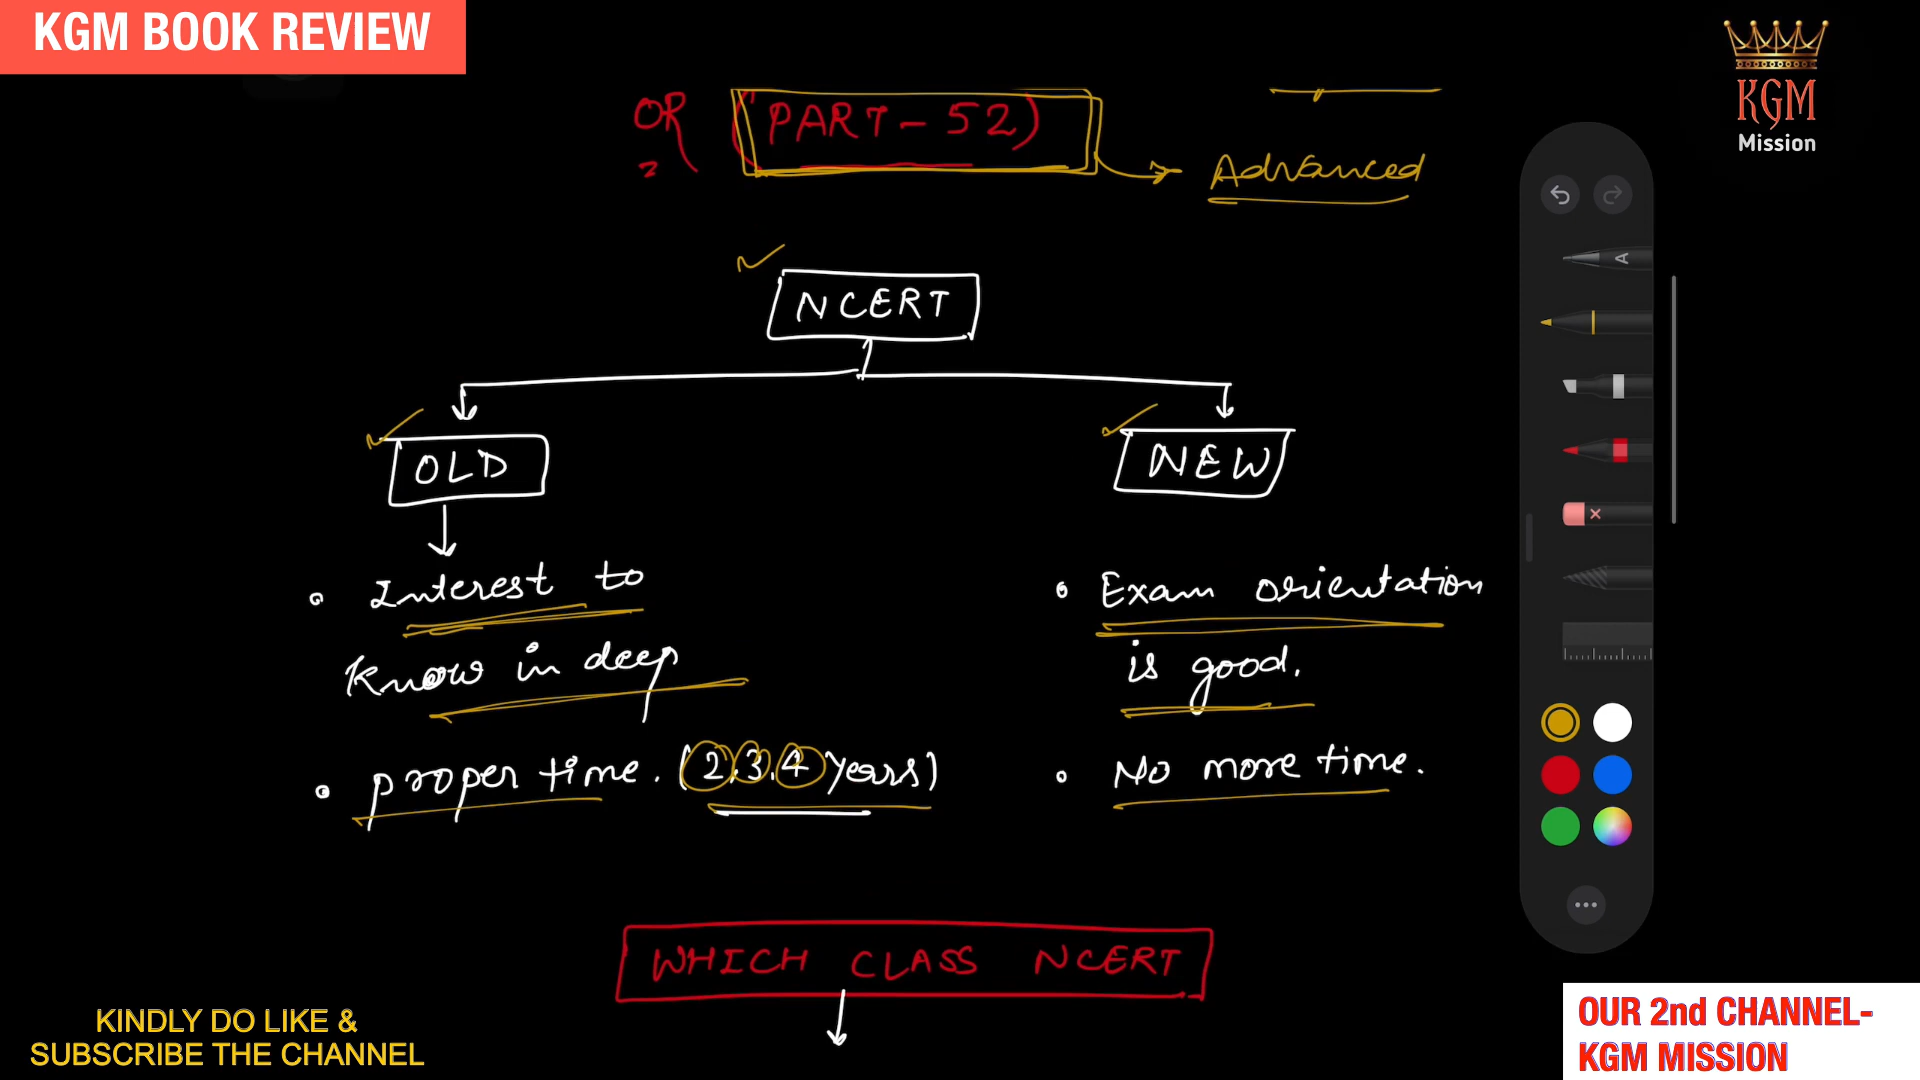 KGM BOOK REVIEW
KGM
Mission
OR (PART-52)
?
Advanced
NCERT
OLD
NEW
• Interest to
know in deep
• proper time. (2,3,4 years)
• Exam orientation
is good.
• No more time.
WHICH CLASS NCERT
A
KINDLY DO LIKE &
SUBSCRIBE THE CHANNEL
OUR 2nd CHANNEL-
KGM MISSION